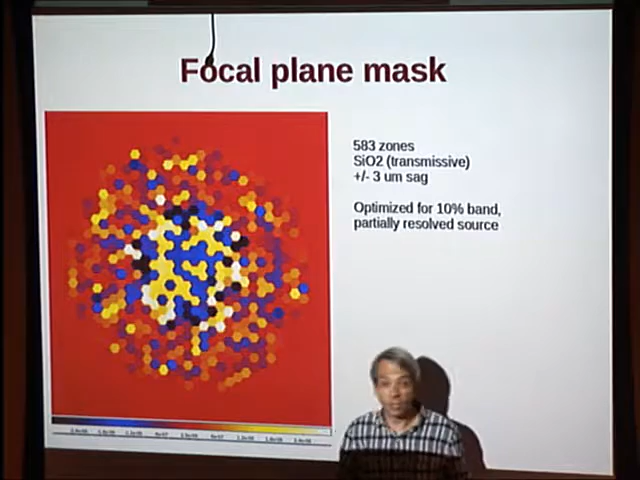 Focal plane mask
583 zones
SiO2 (transmissive)
+/- 3 um sag
Optimized for 10% band,
partially resolved source